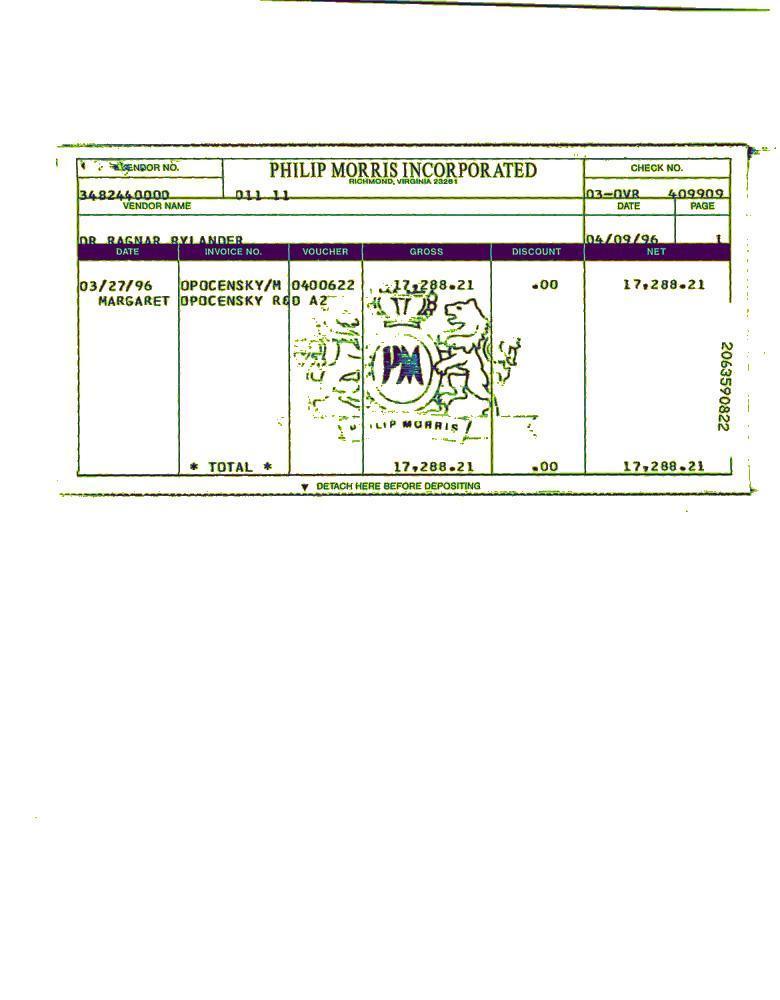 VENDOR NO. PHILIP MORRIS INCORPORATED CHECK NO.
RICHMOND, VIRGINIA 23261
3482440000 011 11 03-OVR 409909
VENDOR NAME DATE PAGE
DR RAGNAR RYLANDER 04/09/96 1
DATE INVOICE NO. VOUCHER GROSS DISCOUNT NET
03/27/96 OPOCENSKY/M 0400622 17,288.21 .00 17,288.21
MARGARET OPOCENSKY R&D A2
PM
PHILIP MORRIS
2063590822
* TOTAL * 17,288.21 .00 17,288.21
▼ DETACH HERE BEFORE DEPOSITING